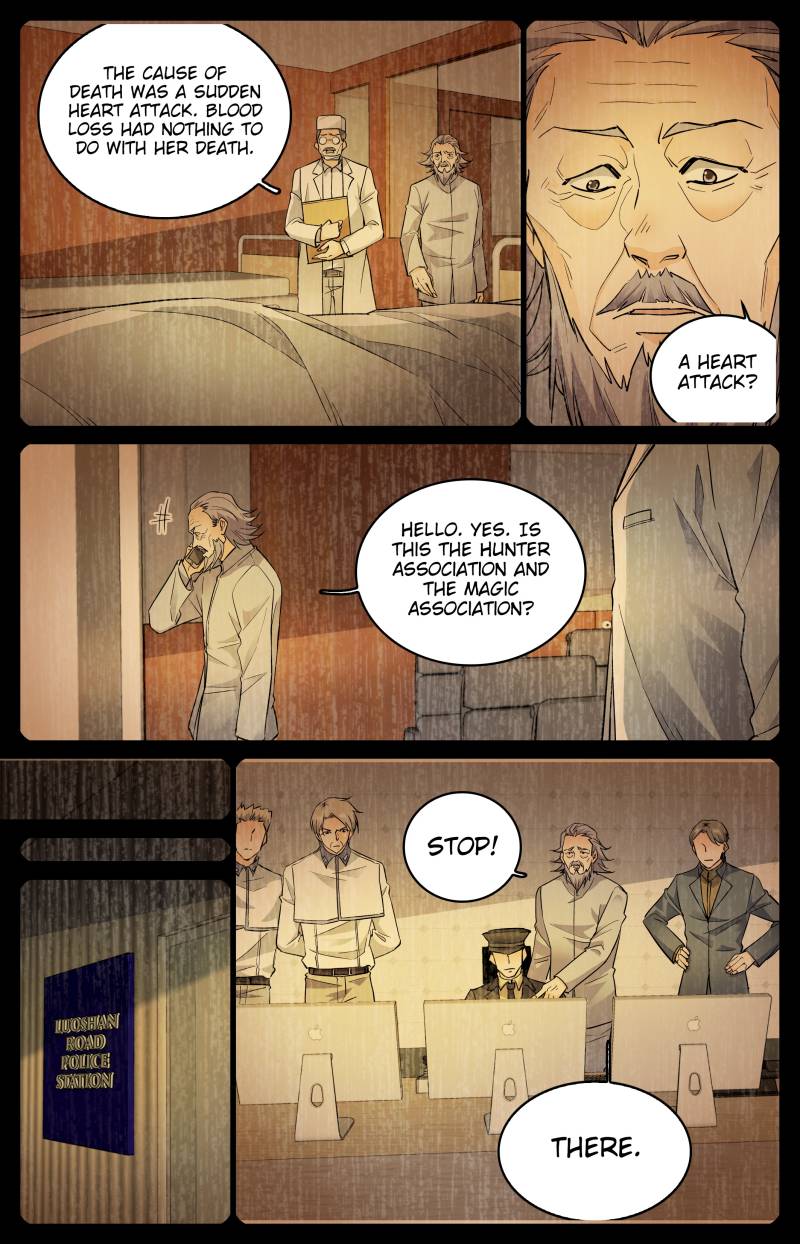 THE CAUSE OF
DEATH WAS A SUDDEN
HEART ATTACK. BLOOD
LOSS HAD NOTHING TO
DO WITH HER DEATH.
A HEART
ATTACK?
HELLO. YES. IS
THIS THE HUNTER
ASSOCIATION AND
THE MAGIC
ASSOCIATION?
STOP!
LUOSHAN
ROAD
POLICE
STATION
THERE.